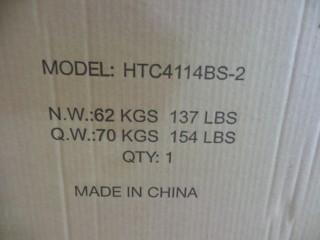 MODEL: HTC4114BS-2
N.W.:62 KGS 137 LBS
Q.W.:70 KGS 154 LBS
QTY: 1
MADE IN CHINA